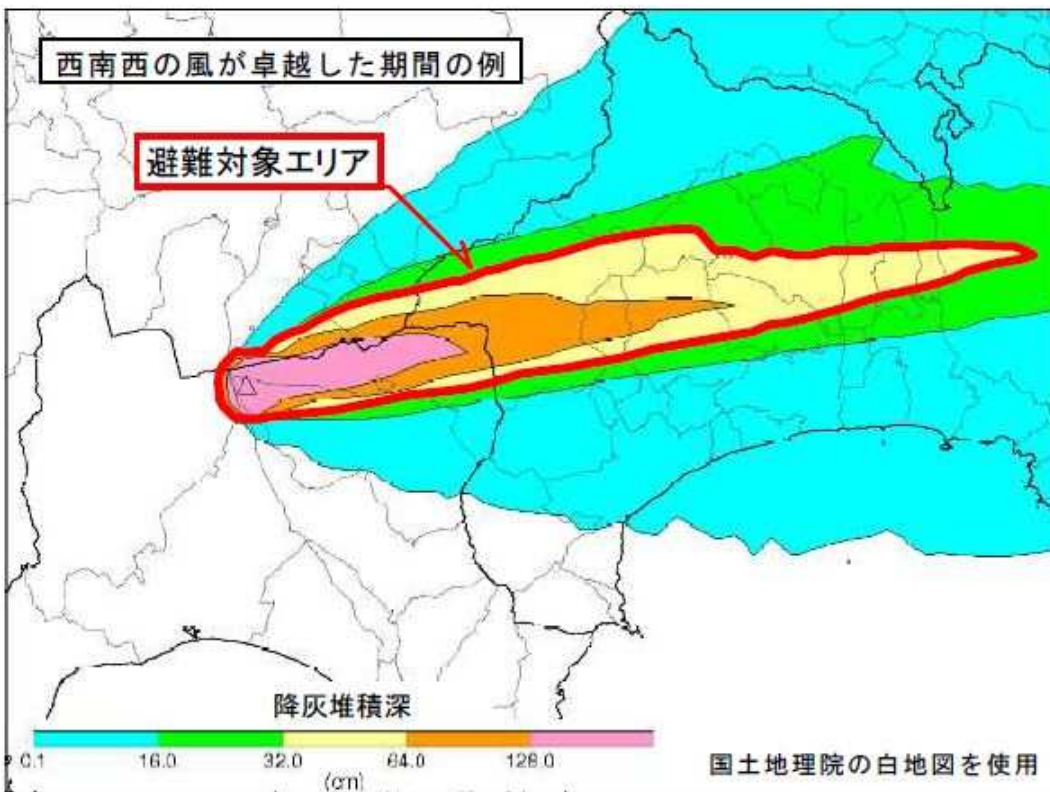 西南西の風が卓越した期間の例
避難対象エリア
降灰堆積深
0.1 16.0 32.0 64.0 128.0
(cm)
国土地理院の白地図を使用